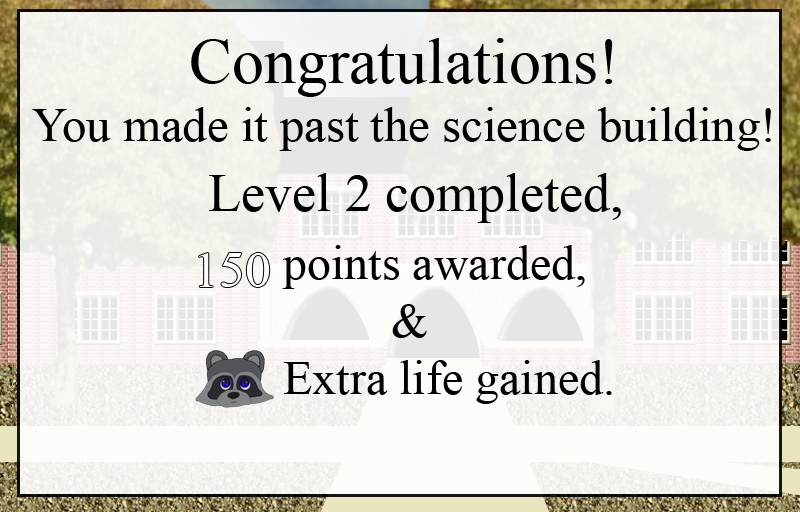 Congratulations!
You made it past the science building!
Level 2 completed,
150 points awarded,
&
Extra life gained.